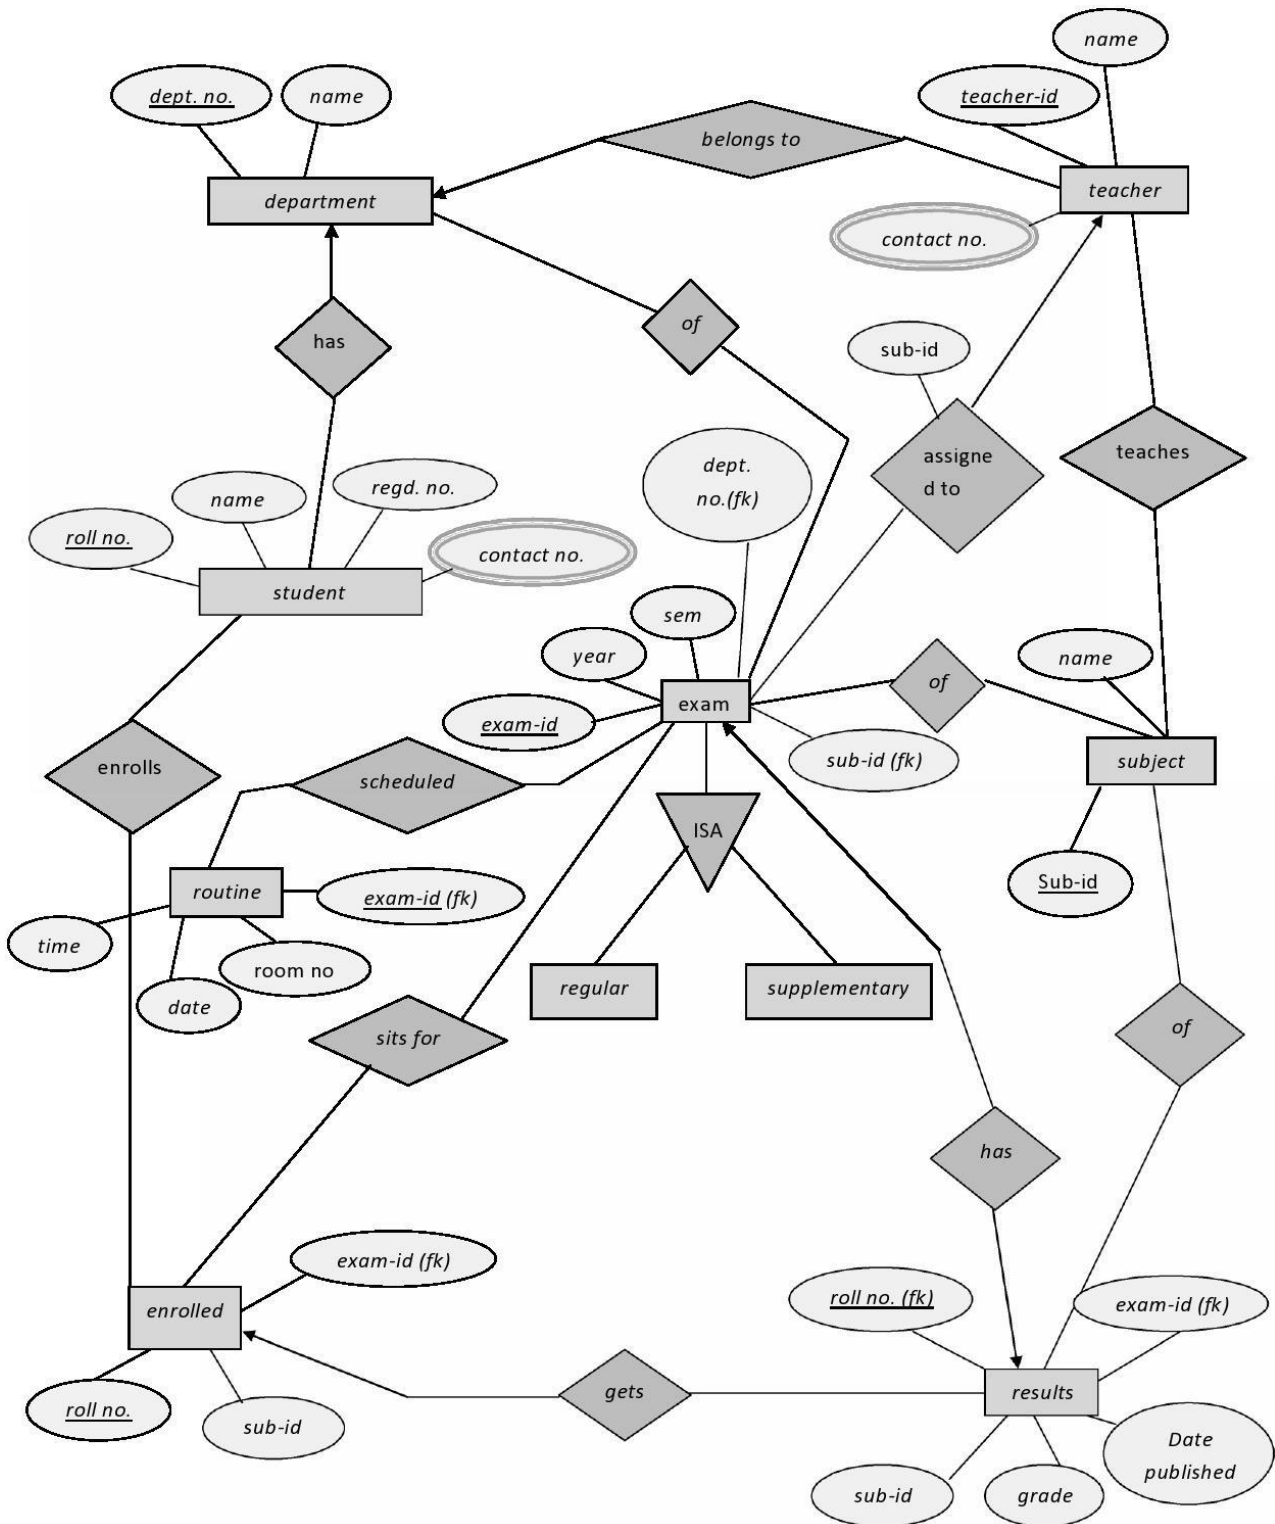 name
dept. no.
name
teacher-id
belongs to
teacher
department
contact no.
of
has
sub-id
dept.
no.(fk)
assigne
d to
teaches
regd. no.
name
roll no.
contact no.
student
sem
year
name
of
exam
exam-id
sub-id (fk)
subject
enrolls
scheduled
ISA
Sub-id
routine
exam-id (fk)
time
room no
date
regular
supplementary
sits for
of
has
exam-id (fk)
enrolled
roll no. (fk)
exam-id (fk)
gets
results
roll no.
sub-id
Date
published
sub-id
grade